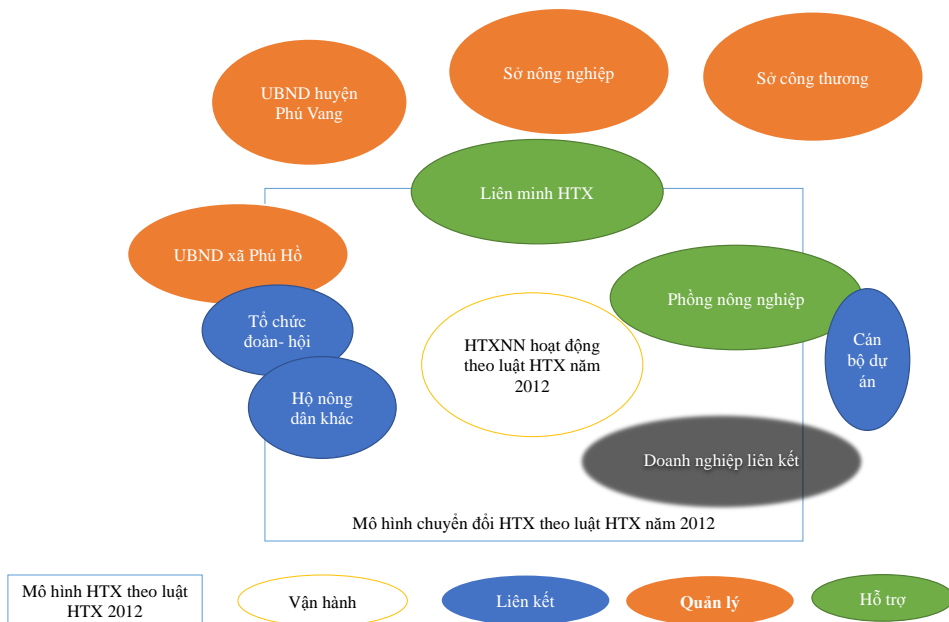 UBND huyện
Phú Vang
Sở nông nghiệp
Sở công thương
Liên minh HTX
UBND xã Phú Hồ
Phồng nông nghiệp
Tổ chức
đoàn- hội
Cán
bộ dự
án
HTXNN hoạt động
theo luật HTX năm
2012
Hộ nông
dân khác
Doanh nghiệp liên kết
Mô hình chuyển đổi HTX theo luật HTX năm 2012
Mô hình HTX theo luật
HTX 2012
Vận hành
Liên kết
Quản lý
Hỗ trợ